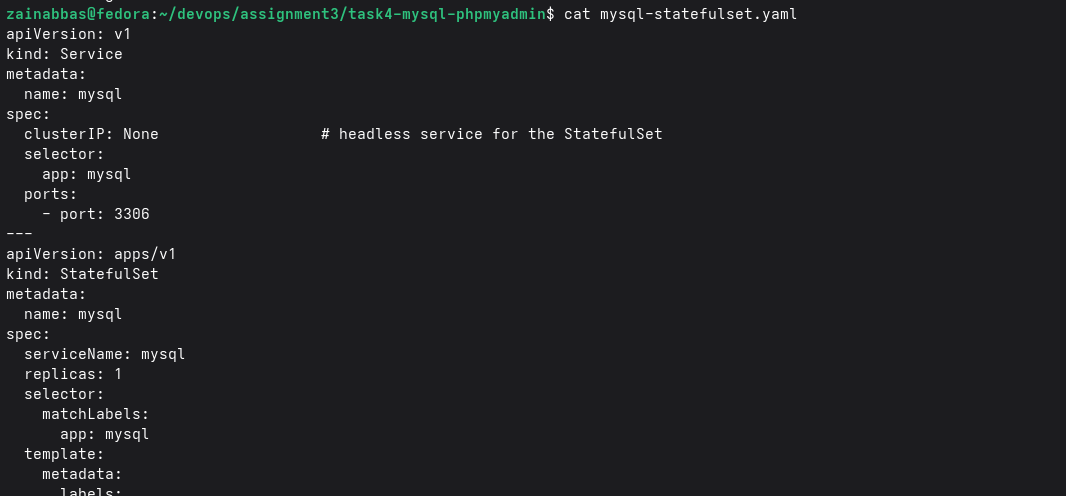 zainabbas@fedora:~/devops/assignment3/task4-mysql-phpmyadmin$ cat mysql-statefulset.yaml
apiVersion: v1
kind: Service
metadata:
  name: mysql
spec:
  clusterIP: None                  # headless service for the StatefulSet
  selector:
    app: mysql
  ports:
    - port: 3306
---
apiVersion: apps/v1
kind: StatefulSet
metadata:
  name: mysql
spec:
  serviceName: mysql
  replicas: 1
  selector:
    matchLabels:
      app: mysql
  template:
    metadata:
      labels: